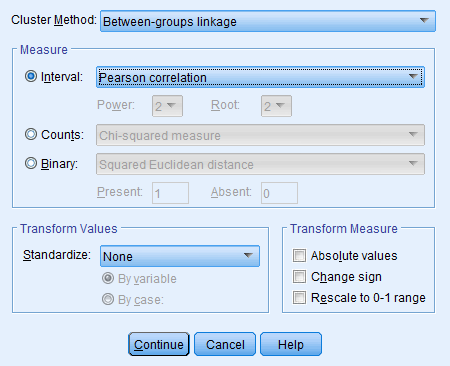 Cluster Method: Between-groups linkage
Measure
Interval: Pearson correlation
Power: 2 Root: 2
Counts: Chi-squared measure
Binary: Squared Euclidean distance
Present: 1 Absent: 0
Transform Values
Standardize: None
By variable
By case:
Transform Measure
Absolute values
Change sign
Rescale to 0-1 range
Continue Cancel Help